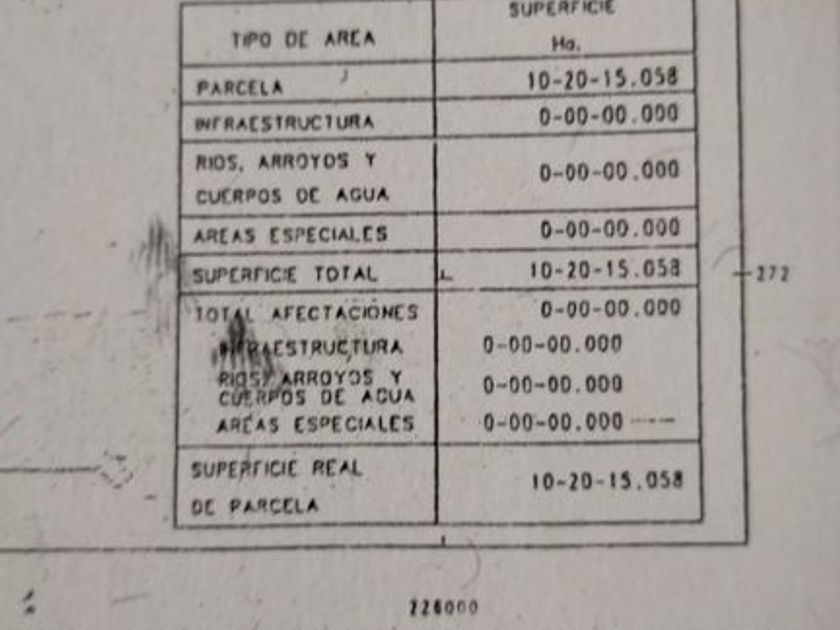 SUPERFICIE
TIPO DE AREA
Ha.
PARCELA 10-20-15.058
INFRAESTRUCTURA 0-00-00.000
RIOS, ARROYOS Y
CUERPOS DE AGUA 0-00-00.000
AREAS ESPECIALES 0-00-00.000
SUPERFICIE TOTAL 10-20-15.058
272
TOTAL AFECTACIONES 0-00-00.000
INFRAESTRUCTURA 0-00-00.000
RIOS, ARROYOS Y
CUERPOS DE AGUA 0-00-00.000
AREAS ESPECIALES 0-00-00.000
SUPERFICIE REAL
DE PARCELA 10-20-15.058